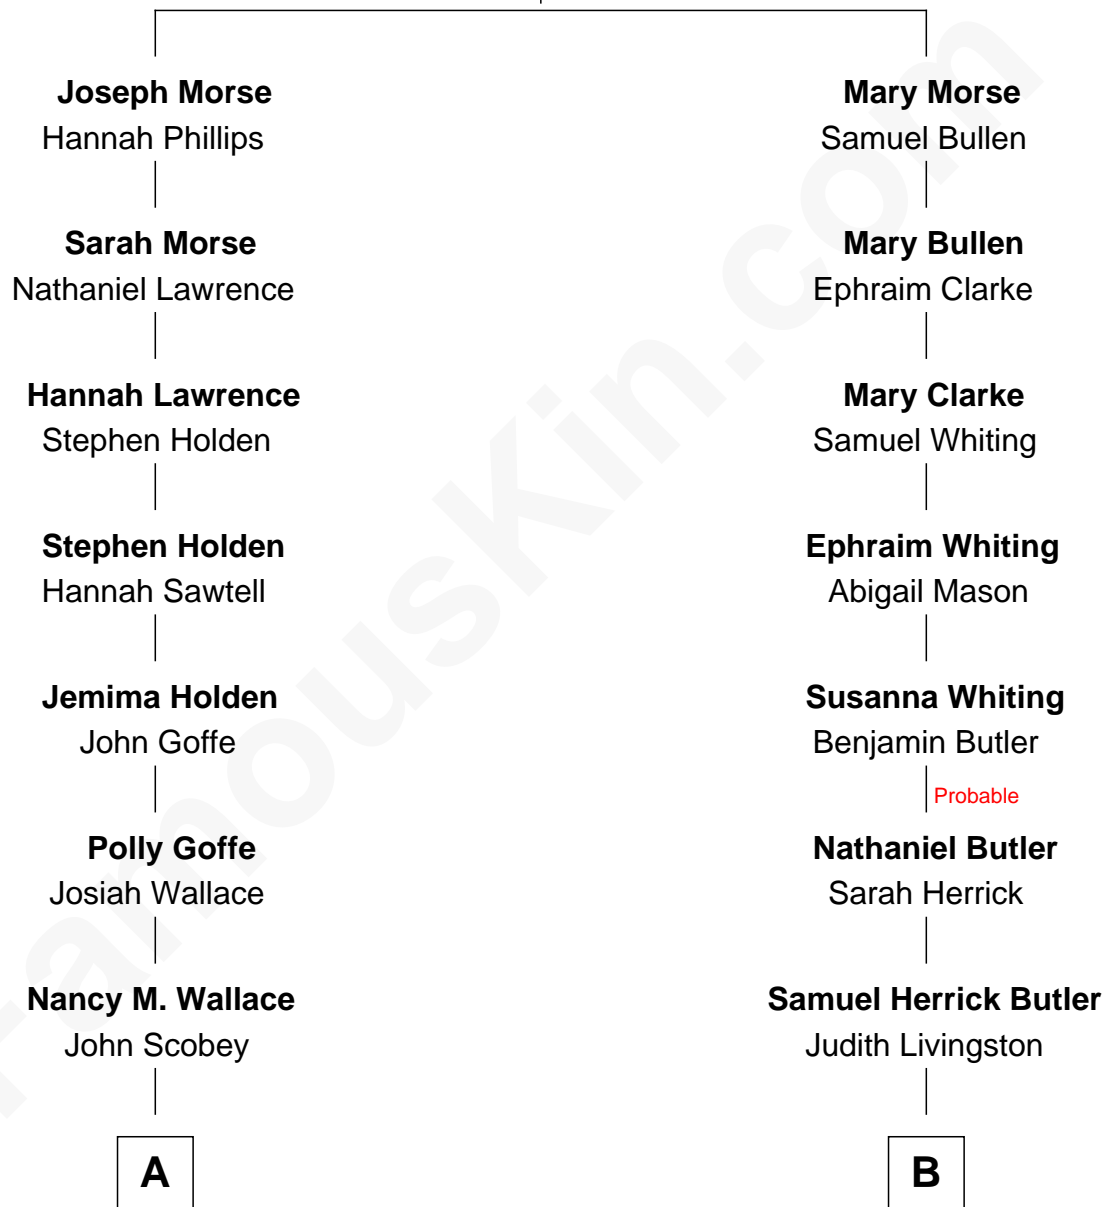 Joseph Morse
Hannah Phillips
Sarah Morse
Nathaniel Lawrence
Hannah Lawrence
Stephen Holden
Stephen Holden
Hannah Sawtell
Jemima Holden
John Goffe
Polly Goffe
Josiah Wallace
Nancy M. Wallace
John Scobey
A
Mary Morse
Samuel Bullen
Mary Bullen
Ephraim Clarke
Mary Clarke
Samuel Whiting
Ephraim Whiting
Abigail Mason
Susanna Whiting
Benjamin Butler
Probable
Nathaniel Butler
Sarah Herrick
Samuel Herrick Butler
Judith Livingston
B
FamousKin.com